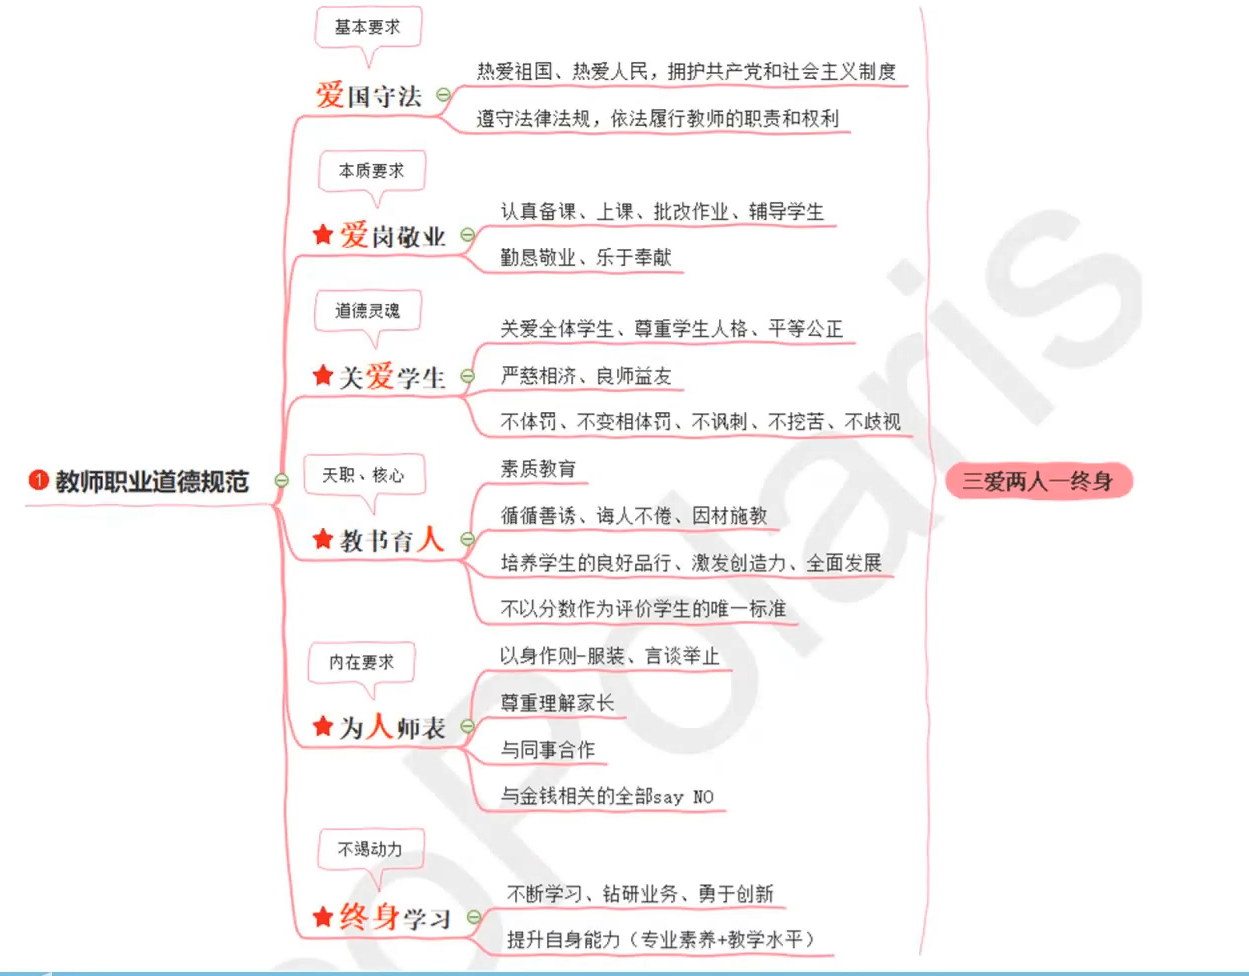 基本要求
爱国守法
热爱祖国、热爱人民，拥护共产党和社会主义制度
遵守法律法规，依法履行教师的职责和权利
本质要求
爱岗敬业
认真备课、上课、批改作业、辅导学生
勤恳敬业、乐于奉献
道德灵魂
关爱学生
关爱全体学生、尊重学生人格、平等公正
严慈相济、良师益友
不体罚、不变相体罚、不讽刺、不挖苦、不歧视
1 教师职业道德规范
三爱两人一终身
天职、核心
教书育人
素质教育
循循善诱、诲人不倦、因材施教
培养学生的良好品行、激发创造力、全面发展
不以分数作为评价学生的唯一标准
内在要求
为人师表
以身作则-服装、言谈举止
尊重理解家长
与同事合作
与金钱相关的全部say NO
不竭动力
终身学习
不断学习、钻研业务、勇于创新
提升自身能力（专业素养+教学水平）
oPolaris